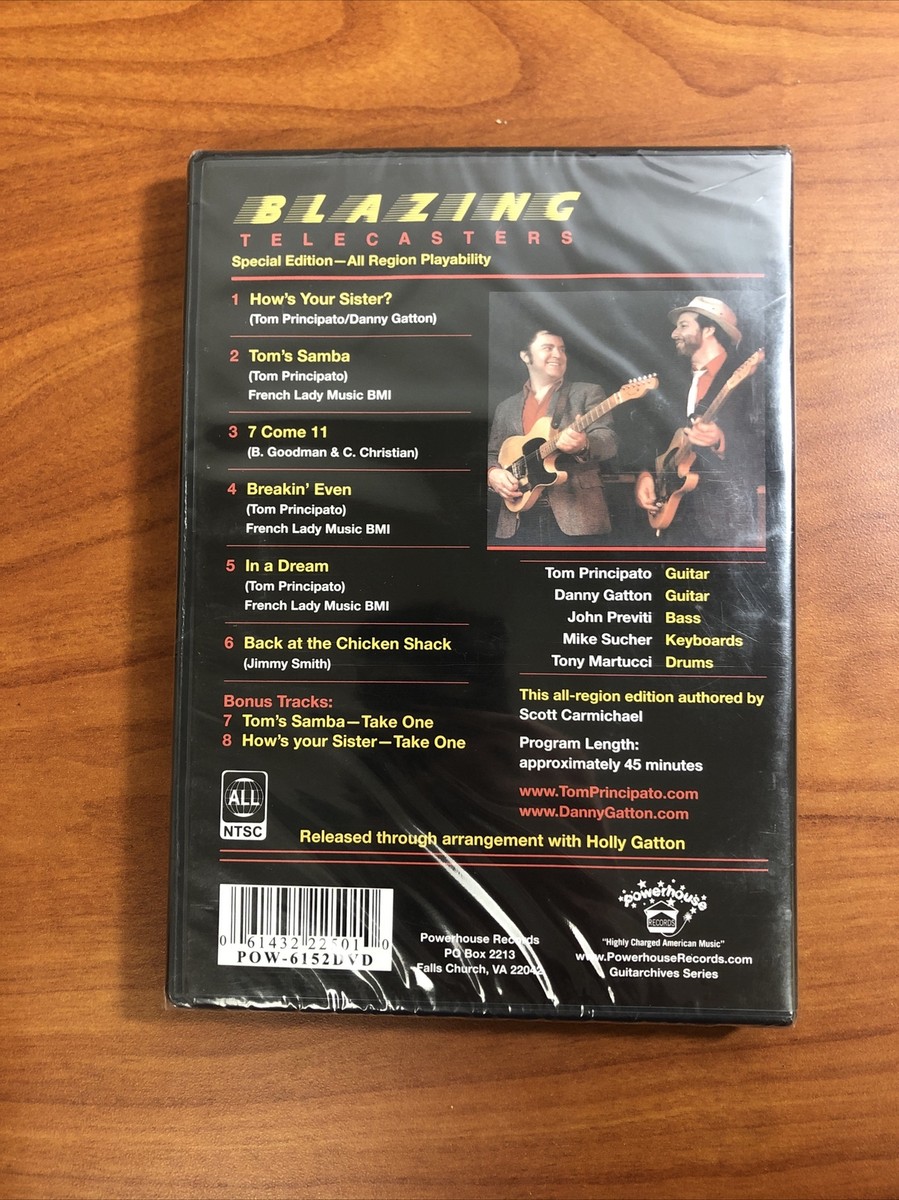 BLAZING
TELECASTERS
Special Edition—All Region Playability
1 How's Your Sister?
(Tom Principato/Danny Gatton)
2 Tom's Samba
(Tom Principato)
French Lady Music BMI
3 7 Come 11
(B. Goodman & C. Christian)
4 Breakin' Even
(Tom Principato)
French Lady Music BMI
5 In a Dream
(Tom Principato)
French Lady Music BMI
6 Back at the Chicken Shack
(Jimmy Smith)
Bonus Tracks:
7 Tom's Samba—Take One
8 How's your Sister—Take One
Tom Principato Guitar
Danny Gatton Guitar
John Previti Bass
Mike Sucher Keyboards
Tony Martucci Drums
This all-region edition authored by
Scott Carmichael
Program Length:
approximately 45 minutes
www.TomPrincipato.com
www.DannyGatton.com
ALL
NTSC
Released through arrangement with Holly Gatton
0 61432 22501 0
POW-6152DVD
Powerhouse Records
PO Box 2213
Falls Church, VA 22042
Powerhouse
RECORDS
"Highly Charged American Music"
www.PowerhouseRecords.com
Guitarchives Series